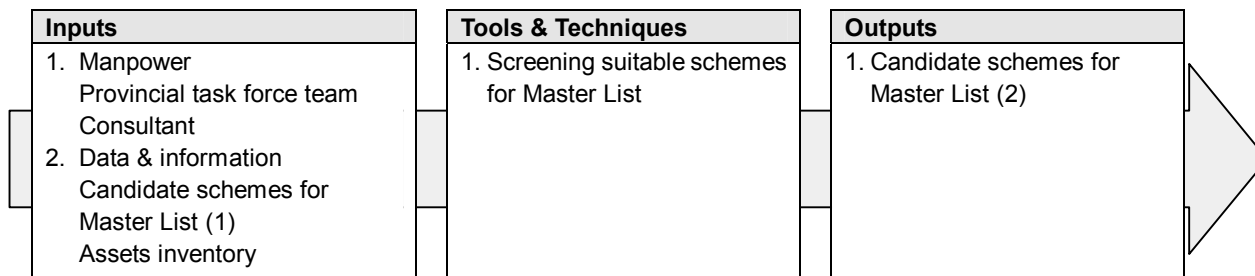 Inputs
1. Manpower
Provincial task force team
Consultant
2. Data & information
Candidate schemes for
Master List (1)
Assets inventory
Tools & Techniques
1. Screening suitable schemes
for Master List
Outputs
1. Candidate schemes for
Master List (2)